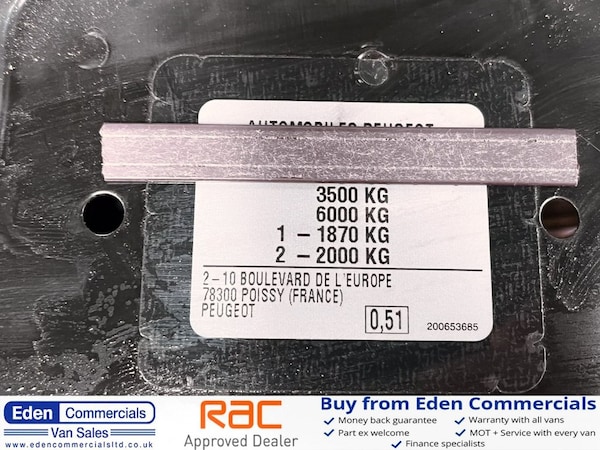 AUTOMOBILES PEUGEOT
3500 KG
6000 KG
1 – 1870 KG
2 – 2000 KG
2–10 BOULEVARD DE L'EUROPE
78300 POISSY (FRANCE)
PEUGEOT
0,51
200653685
Eden Commercials
Van Sales
www.edencommercialsltd.co.uk
RAC
Approved Dealer
Buy from Eden Commercials
✓ Money back guarantee ✓ Warranty with all vans
✓ Part ex welcome ✓ MOT + Service with every van
✓ Finance specialists